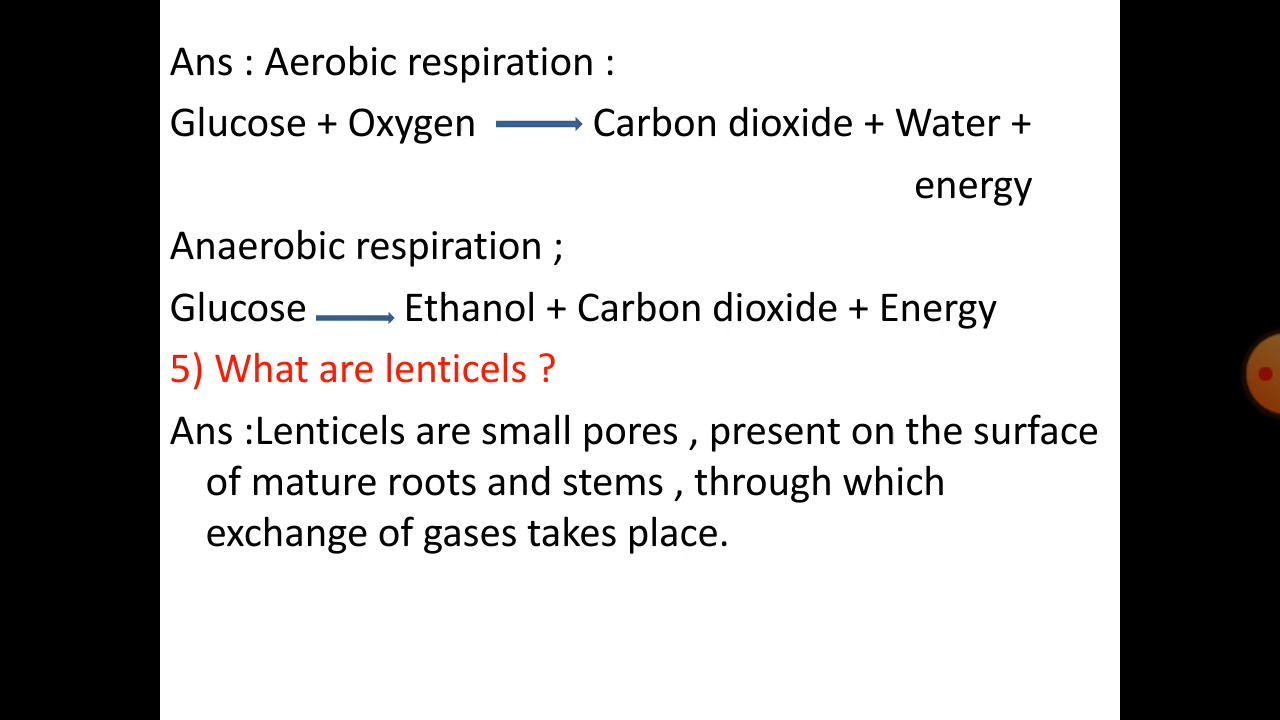 Ans : Aerobic respiration :
Glucose + Oxygen → Carbon dioxide + Water +
energy
Anaerobic respiration ;
Glucose → Ethanol + Carbon dioxide + Energy
5) What are lenticels ?
Ans :Lenticels are small pores , present on the surface
of mature roots and stems , through which
exchange of gases takes place.